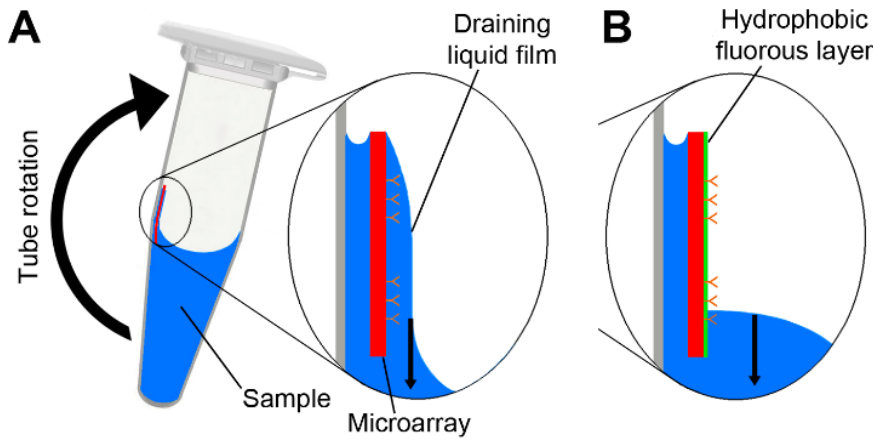 A
Tube rotation
Sample
Draining
liquid film
Microarray
B
Hydrophobic
fluorous layer